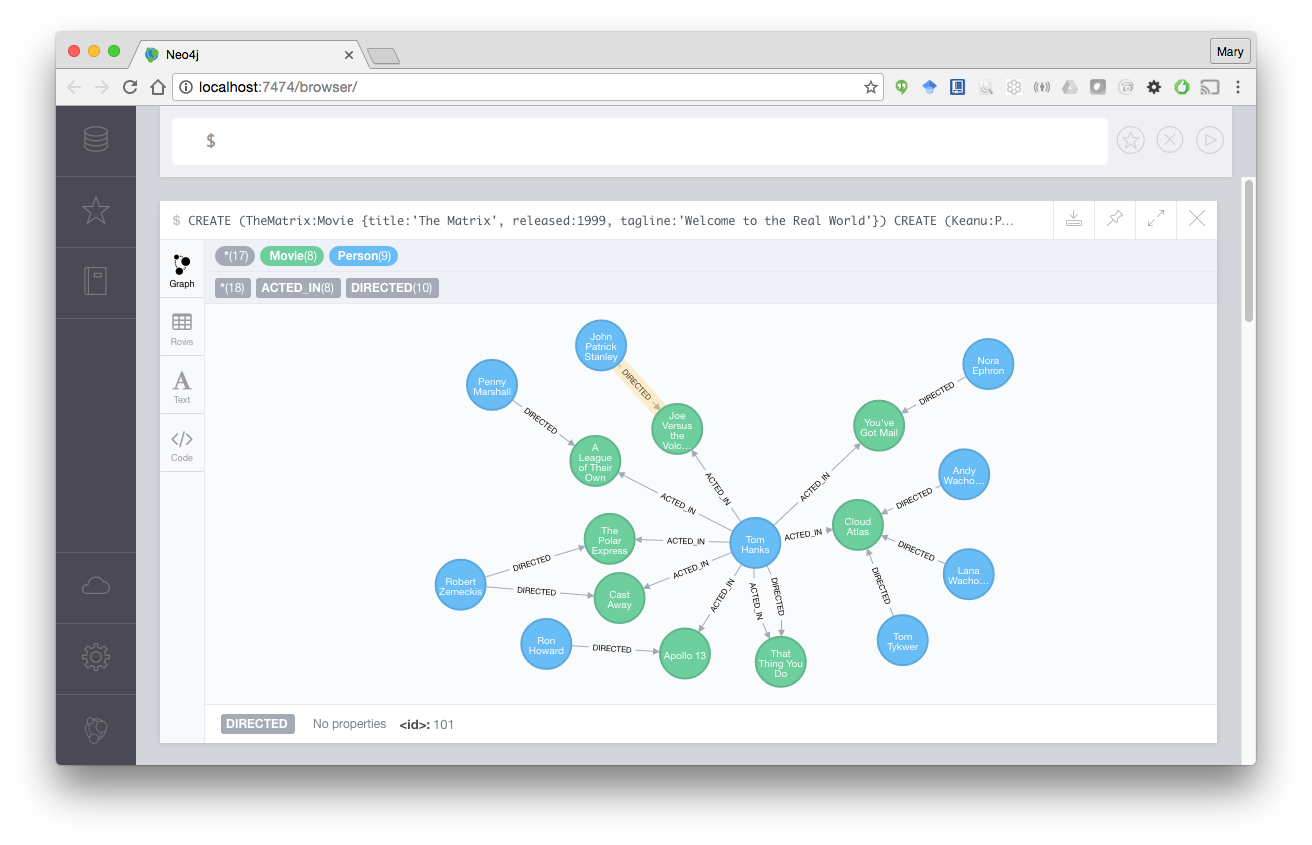 Neo4j
Mary
localhost:7474/browser/
$
$ CREATE (TheMatrix:Movie {title:'The Matrix', released:1999, tagline:'Welcome to the Real World'}) CREATE (Keanu:P...
*(17) Movie(8) Person(9)
*(18) ACTED_IN(8) DIRECTED(10)
Graph
Rows
A
Text
</>
Code
John
Patrick
Stanley
DIRECTED
Joe
Versus
the
Volc...
Penny
Marshall
DIRECTED
A
League
of Their
Own
Nora
Ephron
DIRECTED
You've
Got Mail
ACTED_IN
ACTED_IN
ACTED_IN
Andy
Wacho...
DIRECTED
Cloud
Atlas
ACTED_IN
Tom
Hanks
ACTED_IN
The
Polar
Express
DIRECTED
Robert
Zemeckis
DIRECTED
Cast
Away
ACTED_IN
DIRECTED
Lana
Wacho...
DIRECTED
Tom
Tykwer
ACTED_IN
ACTED_IN
DIRECTED
Ron
Howard
DIRECTED
Apollo 13
That
Thing You
Do
DIRECTED No properties <id>: 101